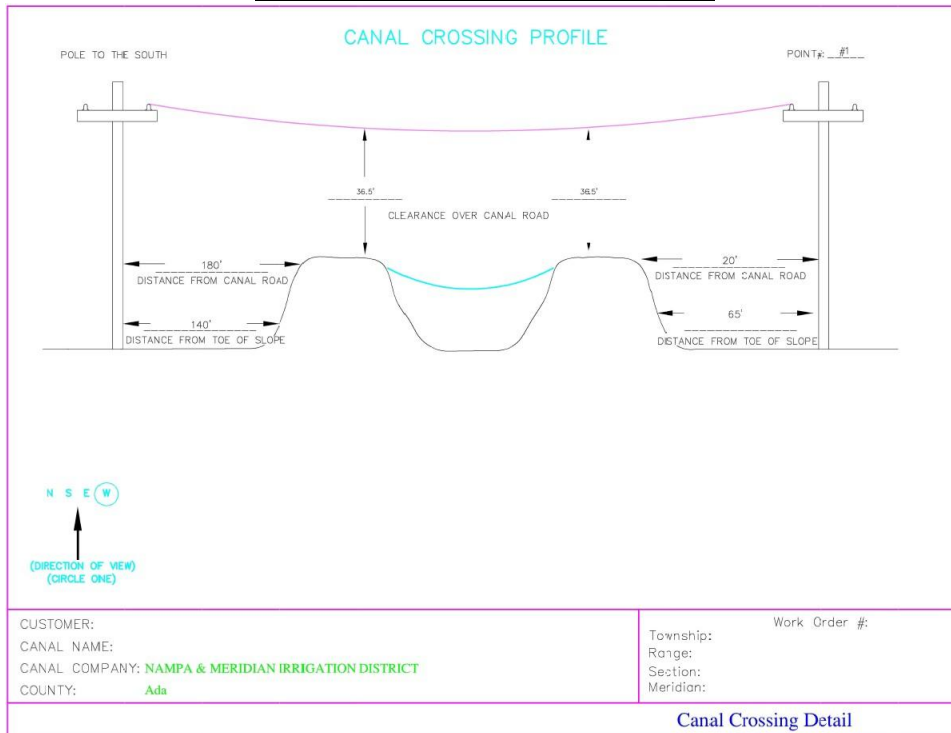 CANAL CROSSING PROFILE
POLE TO THE SOUTH
POINT#: #1
36.5'
36.5'
CLEARANCE OVER CANAL ROAD
180'
DISTANCE FROM CANAL ROAD
20'
DISTANCE FROM CANAL ROAD
140'
DISTANCE FROM TOE OF SLOPE
65'
DISTANCE FROM TOE OF SLOPE
N S E W
(DIRECTION OF VIEW)
(CIRCLE ONE)
CUSTOMER:
CANAL NAME:
CANAL COMPANY: NAMPA & MERIDIAN IRRIGATION DISTRICT
COUNTY: Ada
Work Order #:
Township:
Range:
Section:
Meridian:
Canal Crossing Detail